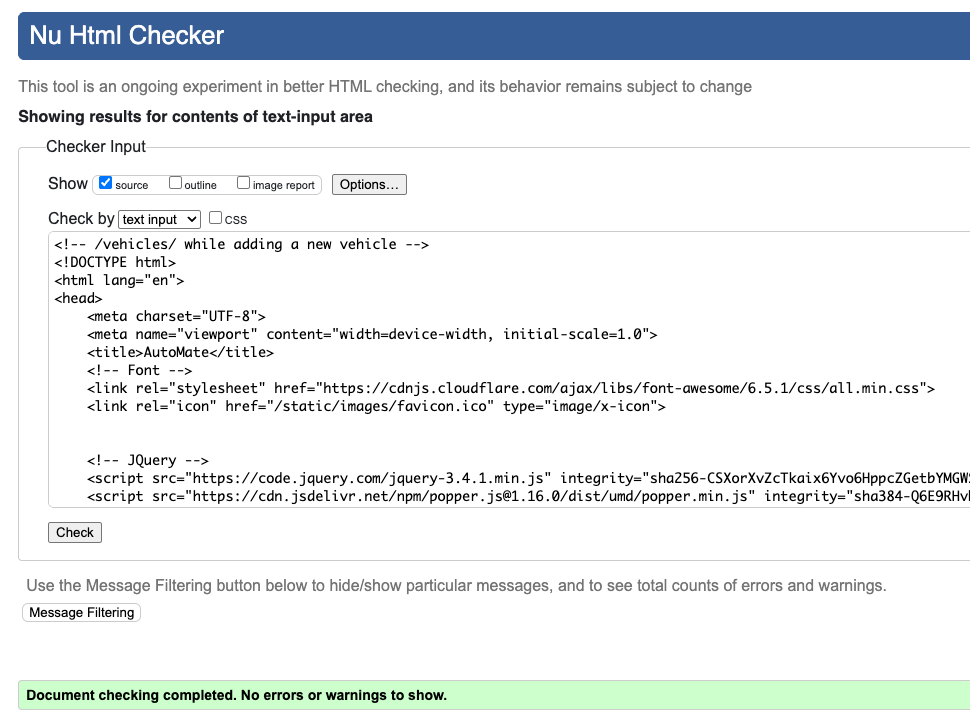 Nu Html Checker
This tool is an ongoing experiment in better HTML checking, and its behavior remains subject to change
Showing results for contents of text-input area
Checker Input
Show source outline image report Options...
Check by text input CSS
<!-- /vehicles/ while adding a new vehicle -->
<!DOCTYPE html>
<html lang="en">
<head>
    <meta charset="UTF-8">
    <meta name="viewport" content="width=device-width, initial-scale=1.0">
    <title>AutoMate</title>
    <!-- Font -->
    <link rel="stylesheet" href="https://cdnjs.cloudflare.com/ajax/libs/font-awesome/6.5.1/css/all.min.css">
    <link rel="icon" href="/static/images/favicon.ico" type="image/x-icon">
    <!-- JQuery -->
    <script src="https://code.jquery.com/jquery-3.4.1.min.js" integrity="sha256-CSXorXvZcTkaix6Yvo6HppcZGetbYMGW
    <script src="https://cdn.jsdelivr.net/npm/popper.js@1.16.0/dist/umd/popper.min.js" integrity="sha384-Q6E9RHv
Check
Use the Message Filtering button below to hide/show particular messages, and to see total counts of errors and warnings.
Message Filtering
Document checking completed. No errors or warnings to show.